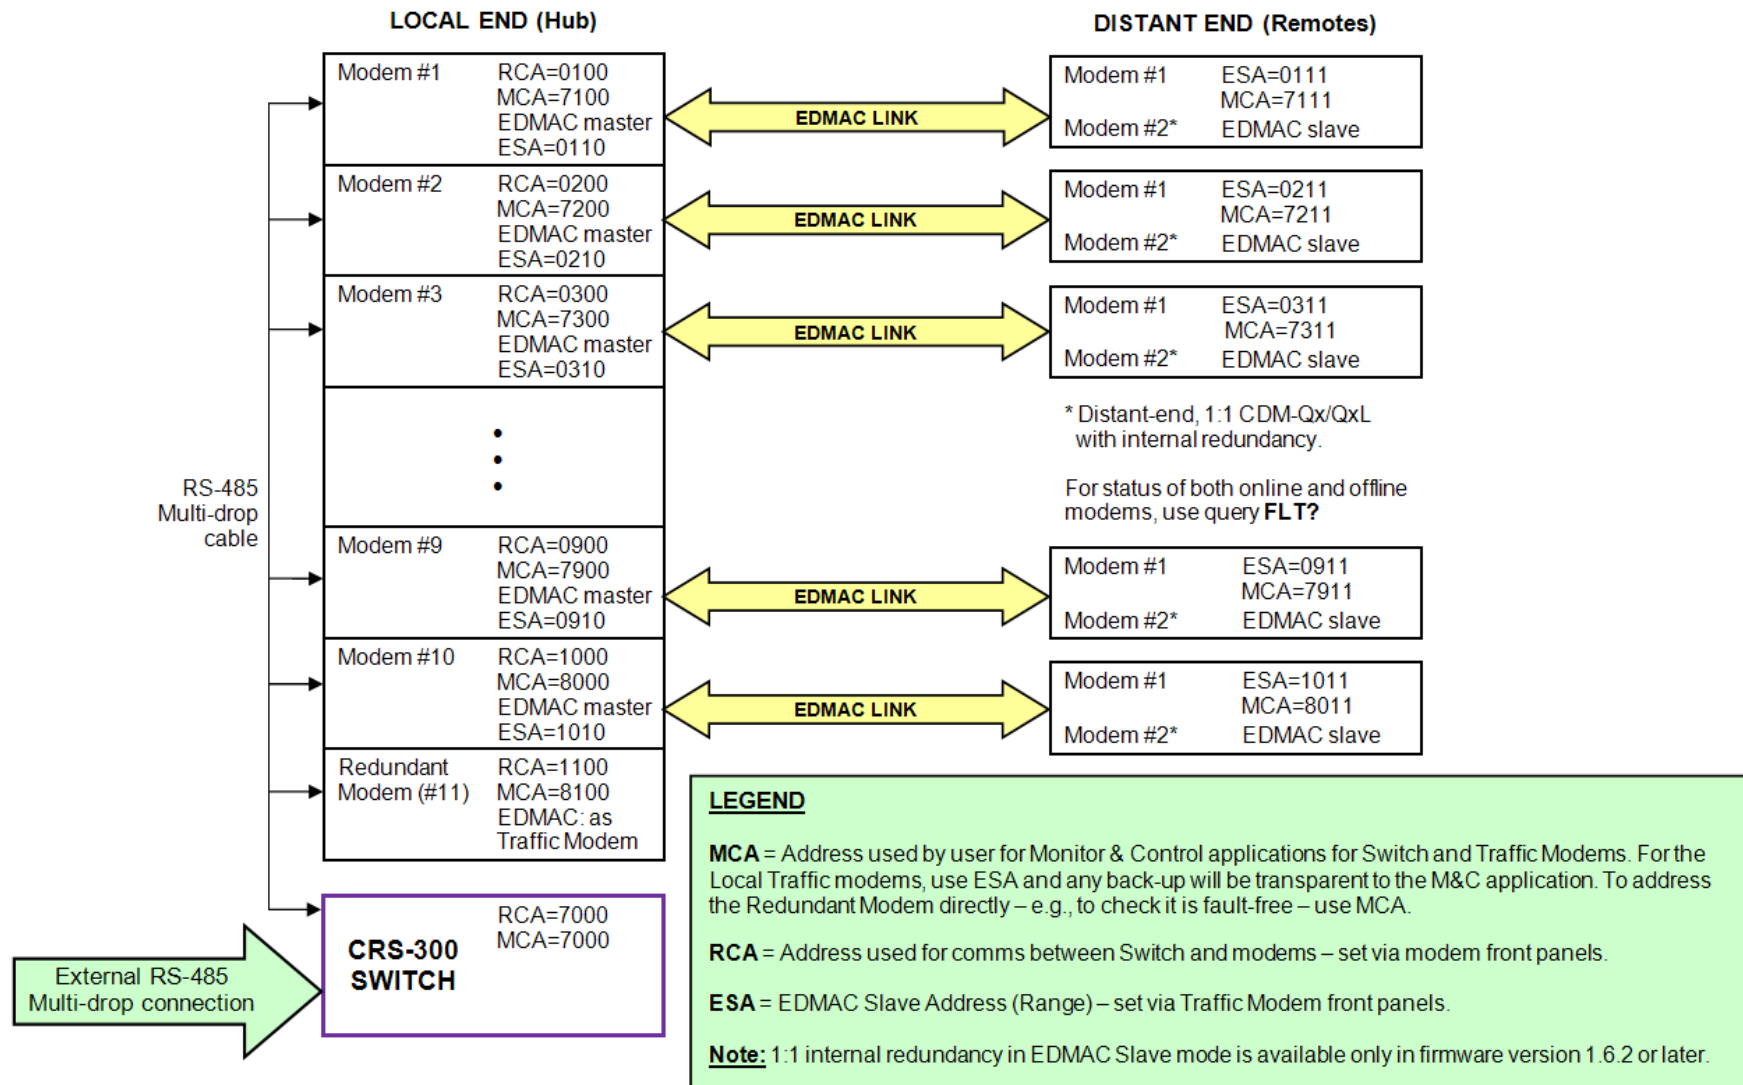 LOCAL END (Hub)
DISTANT END (Remotes)
Modem #1 RCA=0100
MCA=7100
EDMAC master
ESA=0110
EDMAC LINK
Modem #1 ESA=0111
MCA=7111
Modem #2* EDMAC slave
Modem #2 RCA=0200
MCA=7200
EDMAC master
ESA=0210
EDMAC LINK
Modem #1 ESA=0211
MCA=7211
Modem #2* EDMAC slave
Modem #3 RCA=0300
MCA=7300
EDMAC master
ESA=0310
EDMAC LINK
Modem #1 ESA=0311
MCA=7311
Modem #2* EDMAC slave
* Distant-end, 1:1 CDM-Qx/QxL
with internal redundancy.
For status of both online and offline
modems, use query FLT?
RS-485
Multi-drop
cable
Modem #9 RCA=0900
MCA=7900
EDMAC master
ESA=0910
EDMAC LINK
Modem #1 ESA=0911
MCA=7911
Modem #2* EDMAC slave
Modem #10 RCA=1000
MCA=8000
EDMAC master
ESA=1010
EDMAC LINK
Modem #1 ESA=1011
MCA=8011
Modem #2* EDMAC slave
Redundant RCA=1100
Modem (#11) MCA=8100
EDMAC: as
Traffic Modem
RCA=7000
MCA=7000
CRS-300
SWITCH
External RS-485
Multi-drop connection
LEGEND
MCA = Address used by user for Monitor & Control applications for Switch and Traffic Modems. For the
Local Traffic modems, use ESA and any back-up will be transparent to the M&C application. To address
the Redundant Modem directly – e.g., to check it is fault-free – use MCA.
RCA = Address used for comms between Switch and modems – set via modem front panels.
ESA = EDMAC Slave Address (Range) – set via Traffic Modem front panels.
Note: 1:1 internal redundancy in EDMAC Slave mode is available only in firmware version 1.6.2 or later.